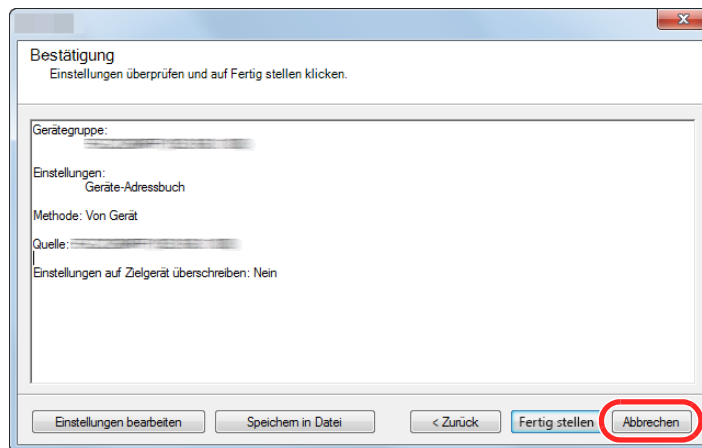 Bestätigung
Einstellungen überprüfen und auf Fertig stellen klicken.
Gerätegruppe:
Einstellungen:
Geräte-Adressbuch
Methode: Von Gerät
Quelle:
Einstellungen auf Zielgerät überschreiben: Nein
Einstellungen bearbeiten
Speichern in Datei
< Zurück
Fertig stellen
Abbrechen